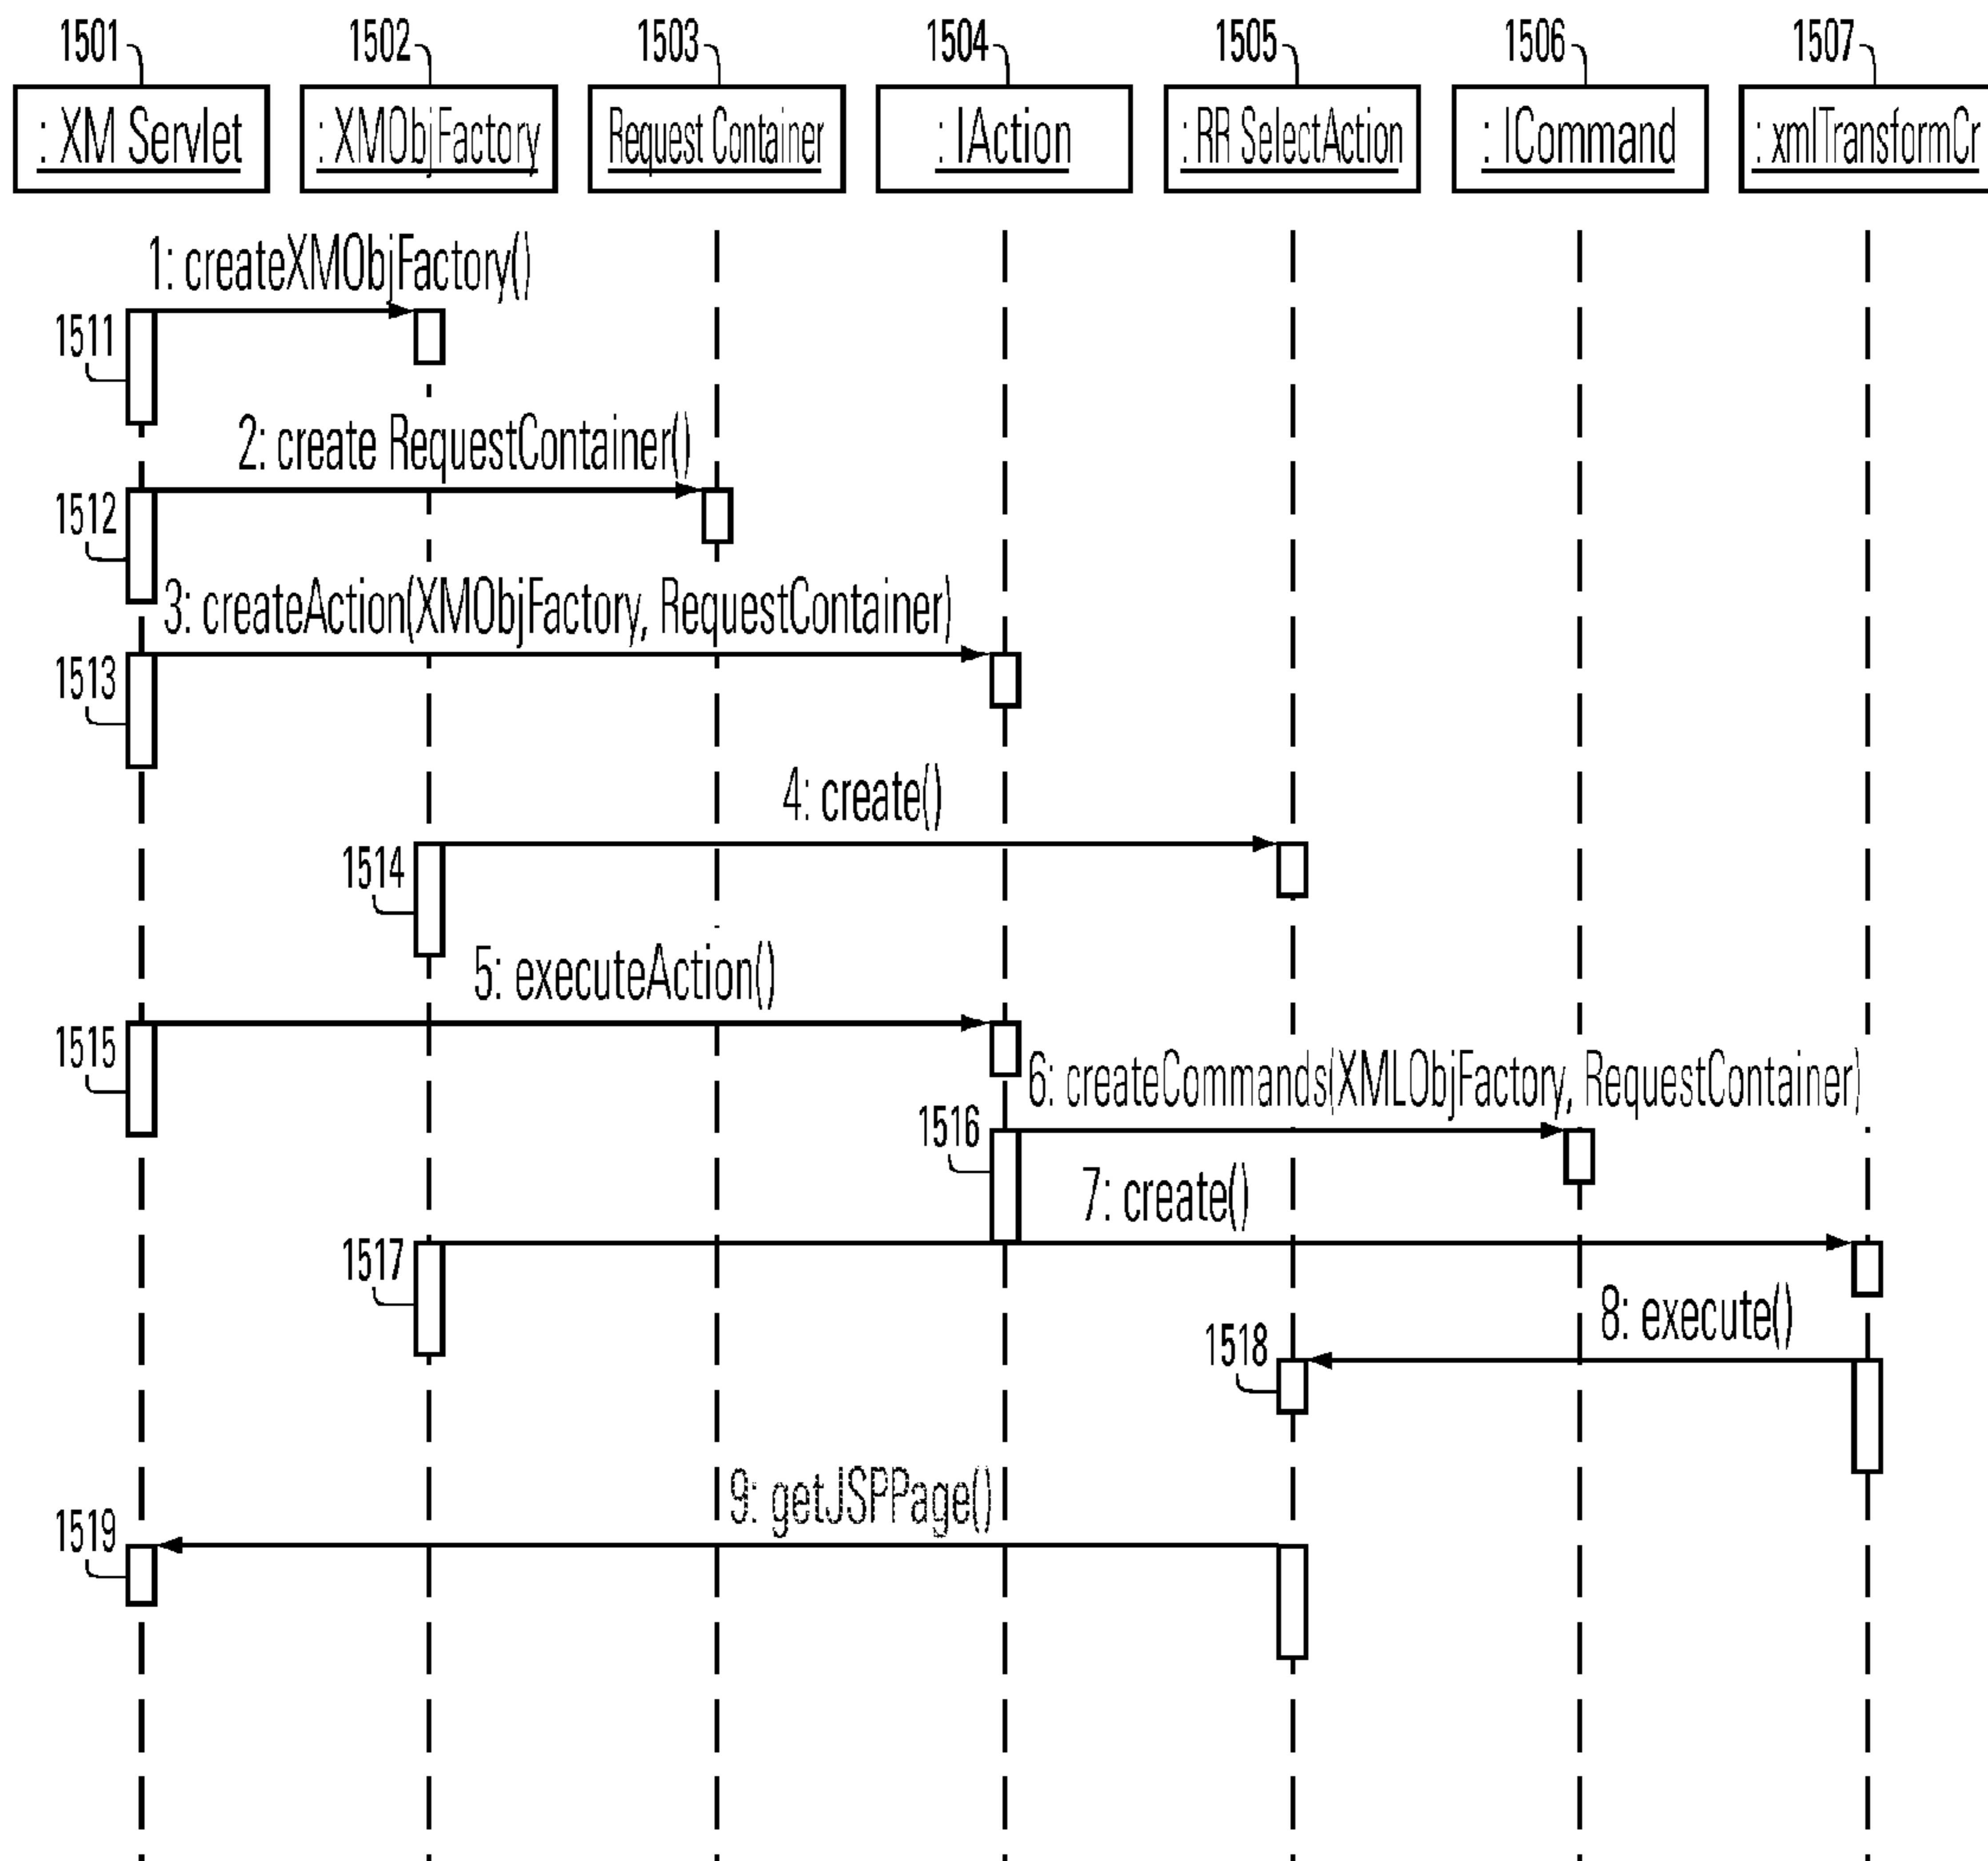 1501 1502 1503 1504 1505 1506 1507
: XM Servlet : XMObjFactory Request Container : IAction : RR SelectAction : ICommand : xmlTransformCr
1: createXMObjFactory()
1511
2: create RequestContainer()
1512
3: createAction(XMObjFactory, RequestContainer)
1513
4: create()
1514
5: executeAction()
1515
6: createCommands(XMLObjFactory, RequestContainer)
1516
7: create()
1517
8: execute()
1518
9: getJSPPage()
1519